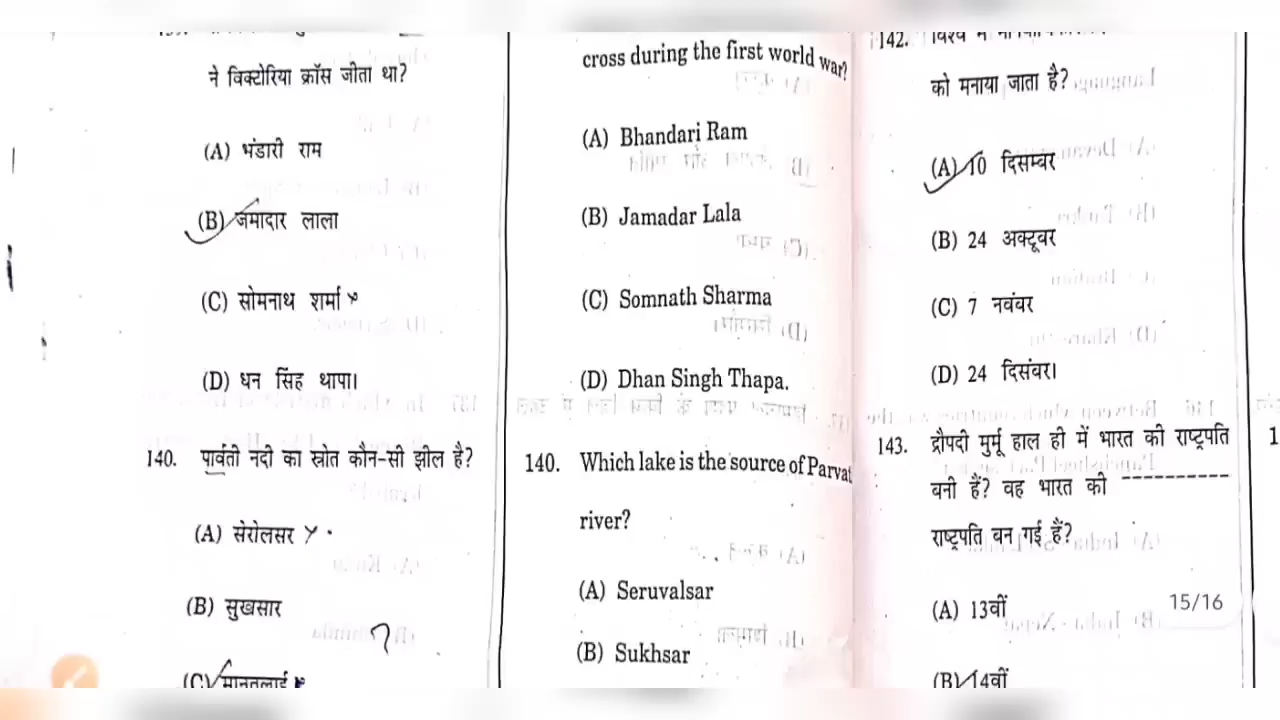 ने विक्टोरिया क्रॉस जीता था?
(A) भंडारी राम
(B) जमादार लाला
(C) सोमनाथ शर्मा
(D) धन सिंह थापा।
140. पार्वती नदी का स्रोत कौन-सी झील है?
(A) सेरोलसर
(B) सुखसार
(C) मानतलाई
cross during the first world war?
(A) Bhandari Ram
(B) Jamadar Lala
(C) Somnath Sharma
(D) Dhan Singh Thapa.
140. Which lake is the source of Parvat
river?
(A) Seruvalsar
(B) Sukhsar
142.
को मनाया जाता है?
(A) 10 दिसम्बर
(B) 24 अक्टूबर
(C) 7 नवंबर
(D) 24 दिसंबर।
143. द्रौपदी मुर्मू हाल ही में भारत की राष्ट्रपति
बनी हैं? वह भारत की ----------
राष्ट्रपति बन गई हैं?
(A) 13वीं
(B) 14वीं
15/16